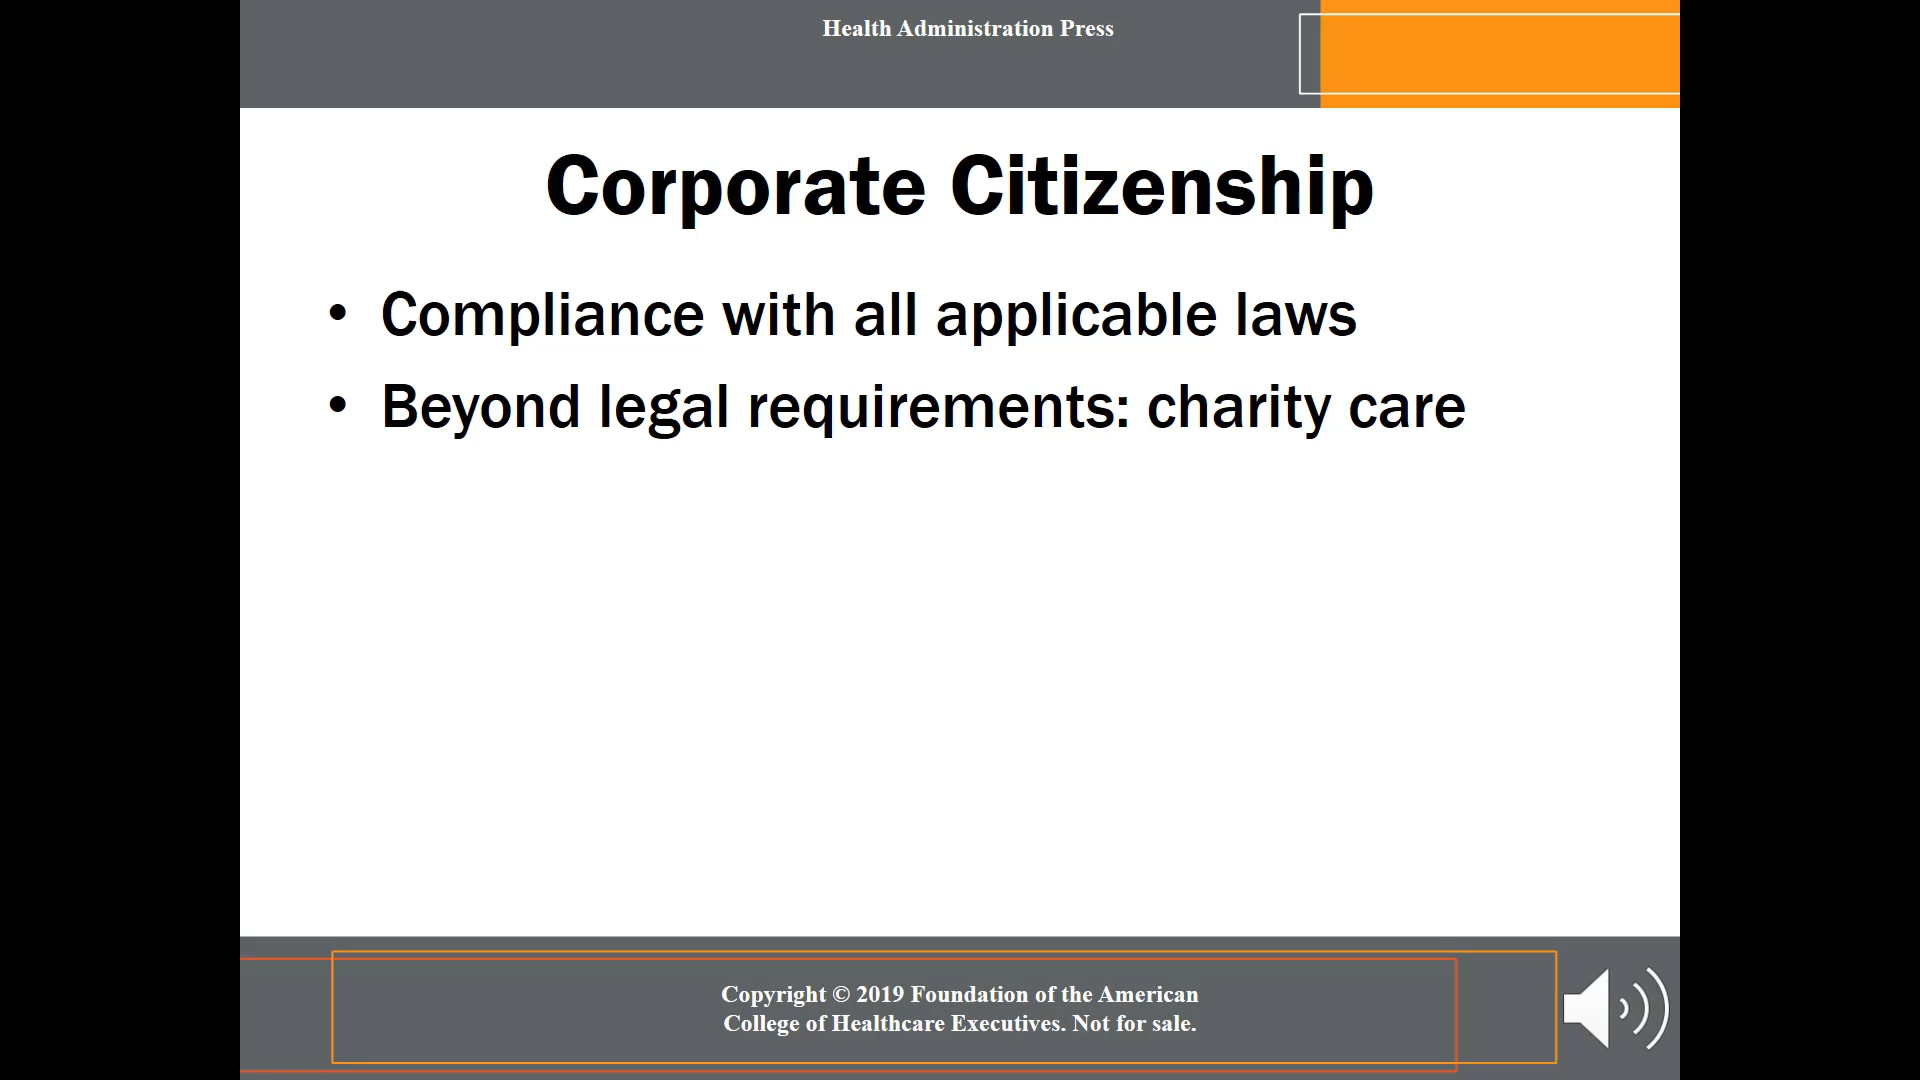 Health Administration Press
Corporate Citizenship
• Compliance with all applicable laws
• Beyond legal requirements: charity care
Copyright © 2019 Foundation of the American
College of Healthcare Executives. Not for sale.